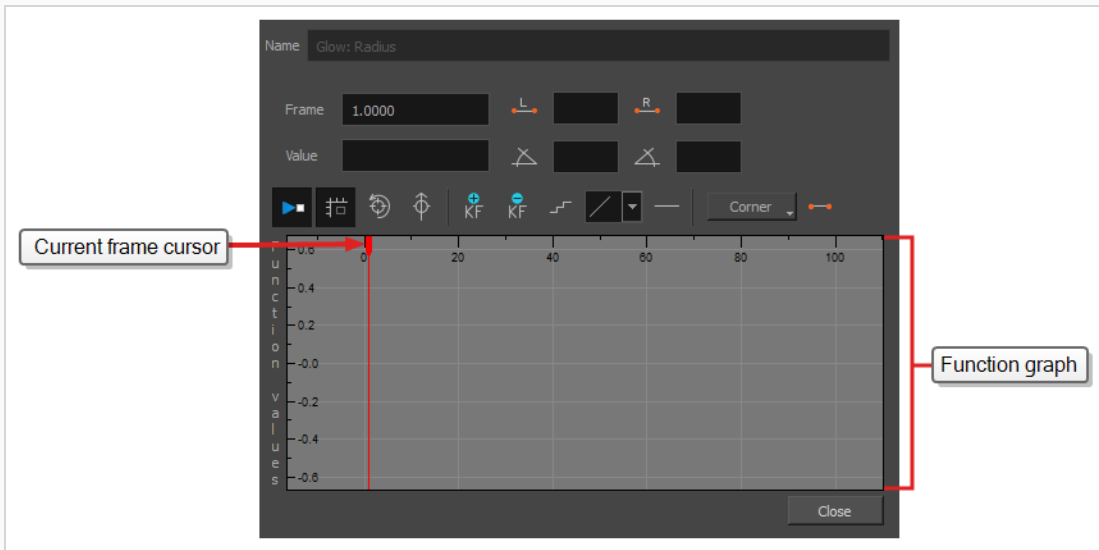 Name Glow: Radius
Frame 1.0000 L R
Value
KF KF Corner
Current frame cursor
Function values
0 20 40 60 80 100
-0.6
-0.4
-0.2
-0.0
-0.2
-0.4
-0.6
Function graph
Close